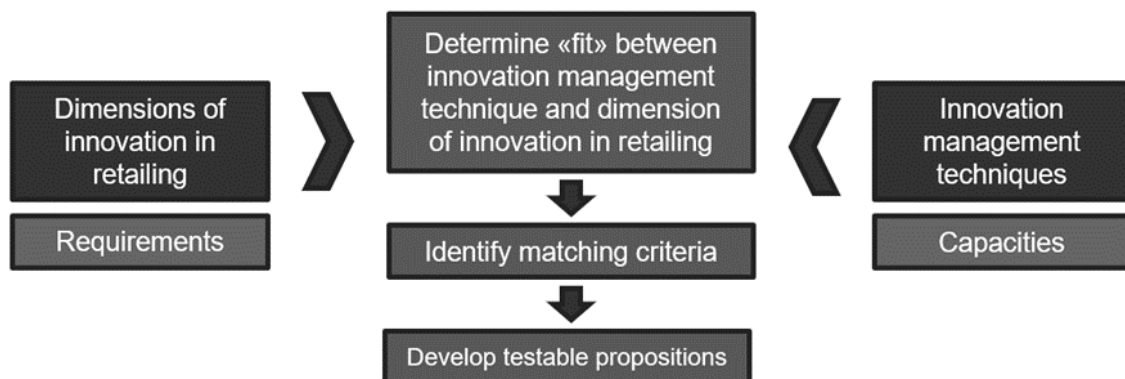 Dimensions of
innovation in
retailing
Requirements
Determine «fit» between
innovation management
technique and dimension
of innovation in retailing
Identify matching criteria
Develop testable propositions
Innovation
management
techniques
Capacities